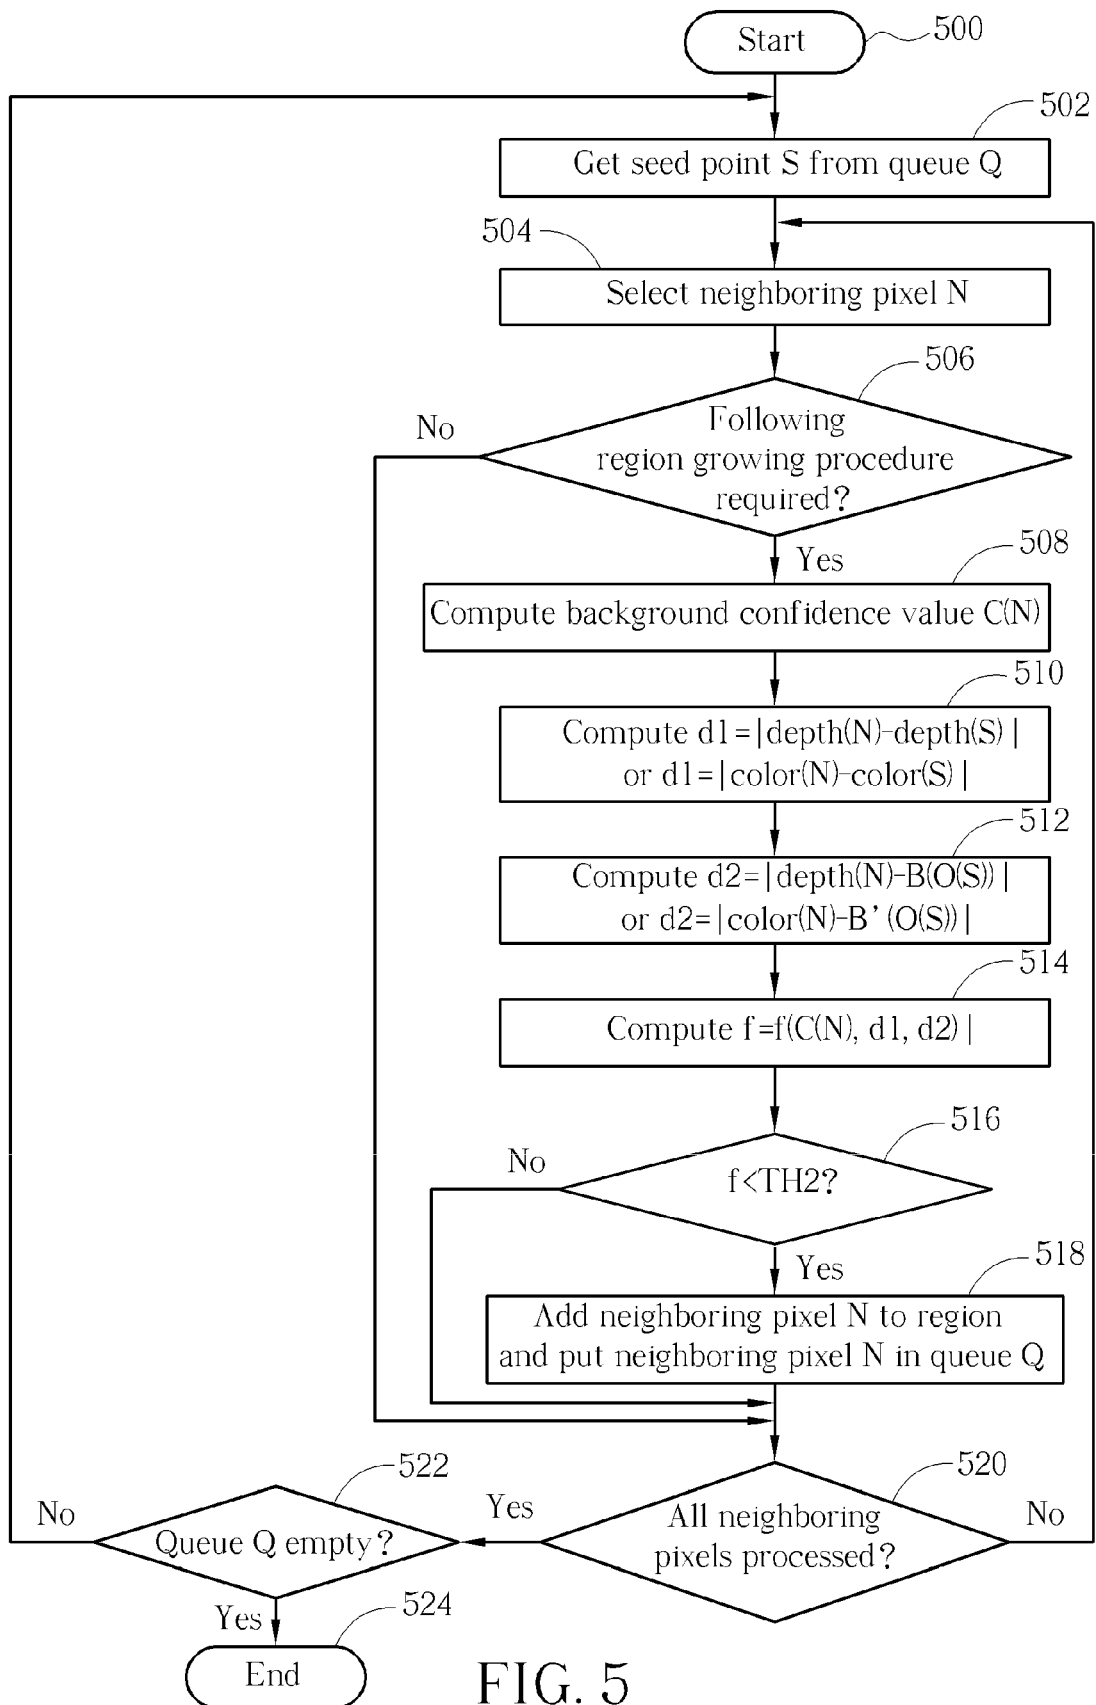 Start
500
502
Get seed point S from queue Q
504
Select neighboring pixel N
506
No
Following
region growing procedure
required?
Yes
508
Compute background confidence value C(N)
510
Compute d1=|depth(N)-depth(S)|
or d1=|color(N)-color(S)|
512
Compute d2=|depth(N)-B(O(S))|
or d2=|color(N)-B’(O(S))|
514
Compute f=f(C(N), d1, d2)|
516
No
f<TH2?
Yes
518
Add neighboring pixel N to region
and put neighboring pixel N in queue Q
520
522
No
Queue Q empty?
Yes
All neighboring
pixels processed?
No
Yes
524
End
FIG. 5